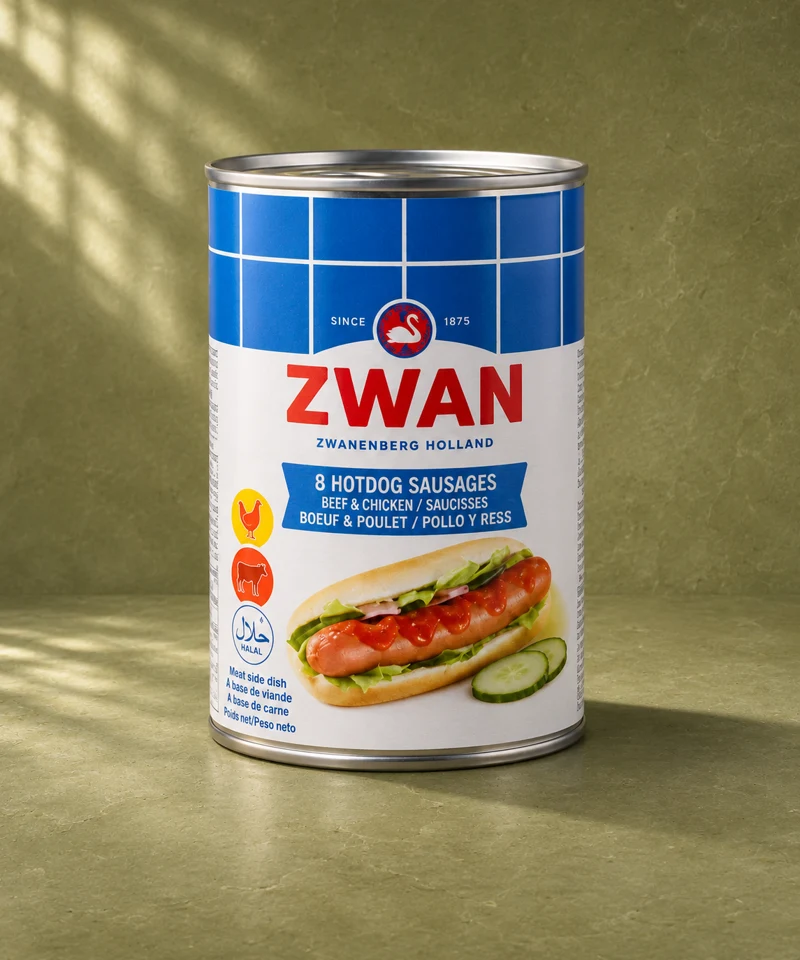 SINCE 1875
ZWAN
ZWANENBERG HOLLAND
8 HOTDOG SAUSAGES
BEEF & CHICKEN / SAUCISSES
BOEUF & POULET / POLLO Y RESS
حلال
HALAL
Meat side dish
A base de viande
A base de carne
Poids net/Peso neto